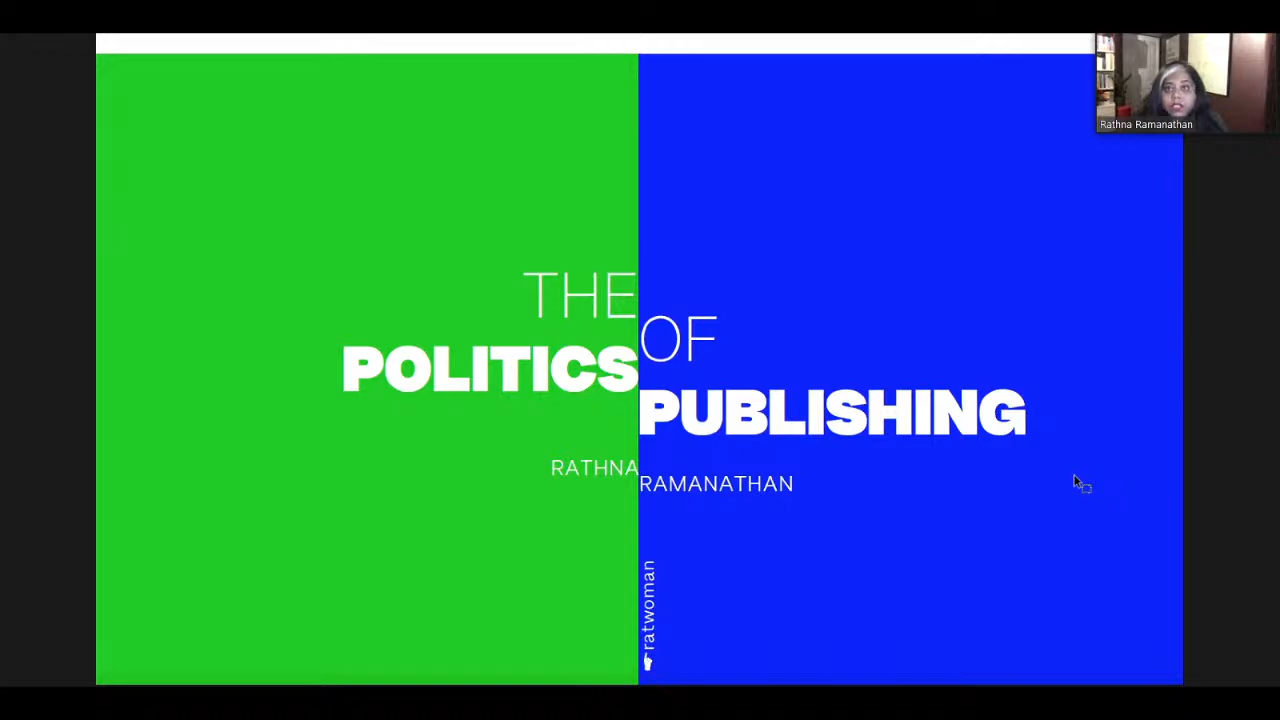 Rathna Ramanathan
THE
OF
POLITICS
PUBLISHING
RATHNA
RAMANATHAN
ratwoman